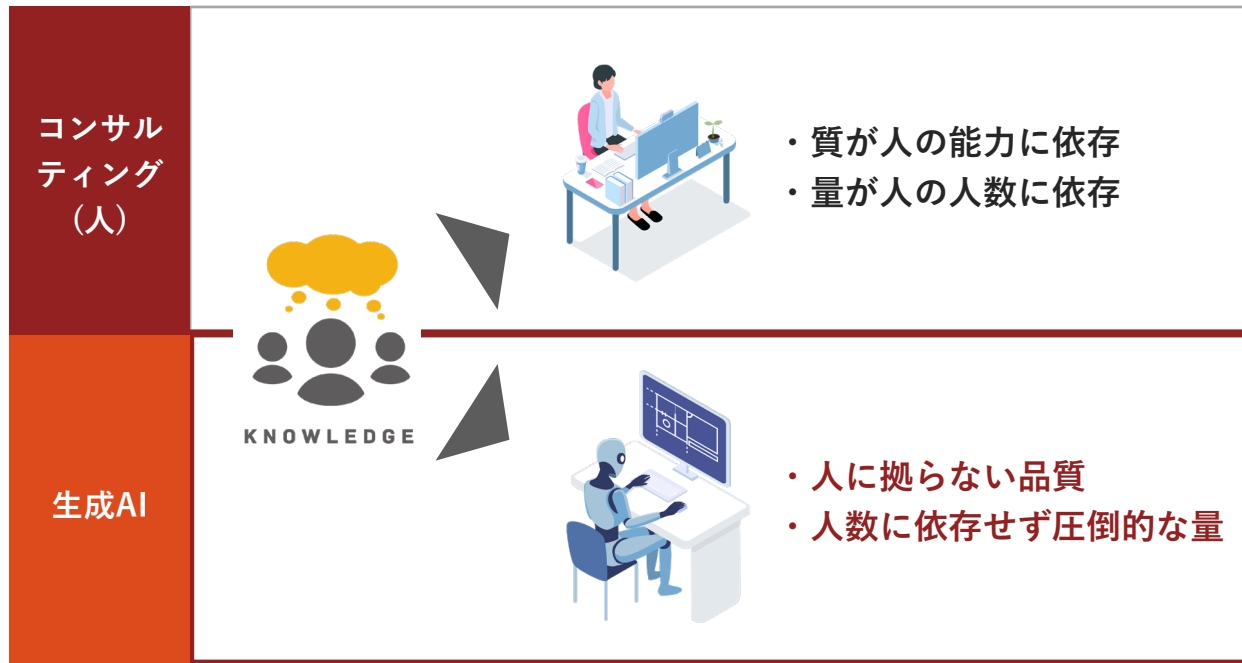 コンサル
ティング
(人)
・質が人の能力に依存
・量が人の人数に依存
KNOWLEDGE
生成AI
・人に拠らない品質
・人数に依存せず圧倒的な量